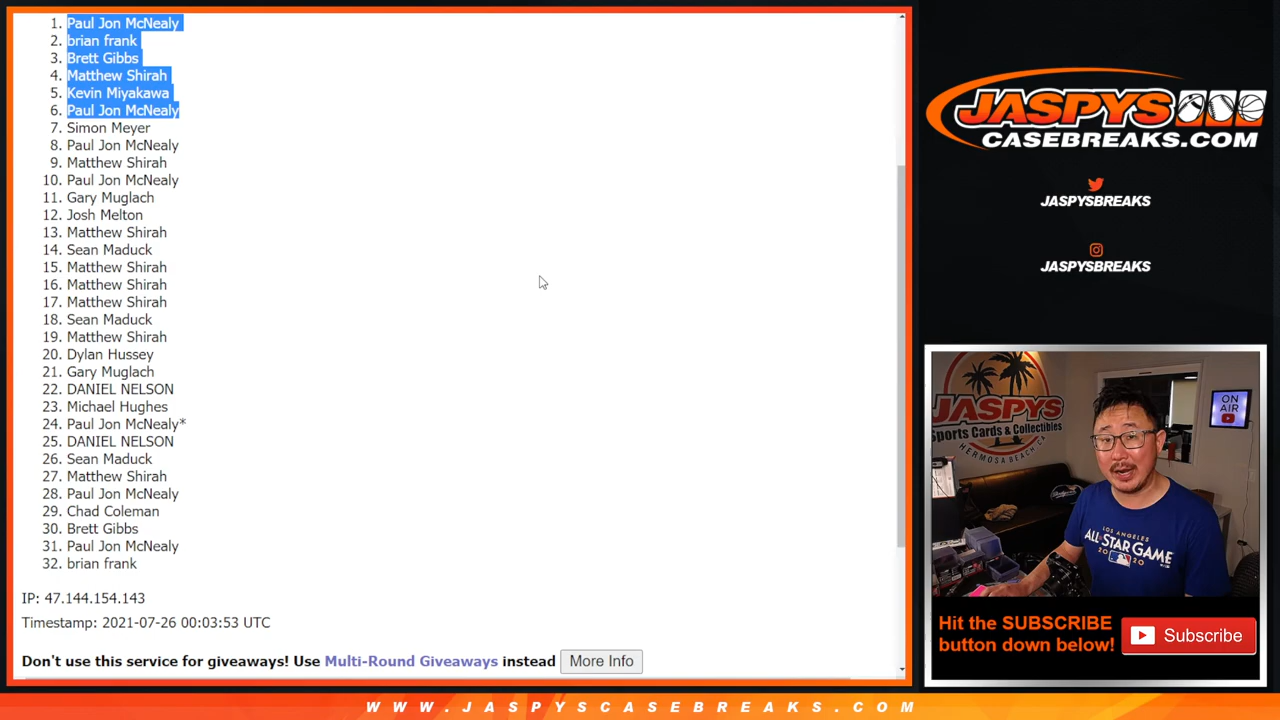 1. Paul Jon McNealy
2. brian frank
3. Brett Gibbs
4. Matthew Shirah
5. Kevin Miyakawa
6. Paul Jon McNealy
7. Simon Meyer
8. Paul Jon McNealy
9. Matthew Shirah
10. Paul Jon McNealy
11. Gary Muglach
12. Josh Melton
13. Matthew Shirah
14. Sean Maduck
15. Matthew Shirah
16. Matthew Shirah
17. Matthew Shirah
18. Sean Maduck
19. Matthew Shirah
20. Dylan Hussey
21. Gary Muglach
22. DANIEL NELSON
23. Michael Hughes
24. Paul Jon McNealy*
25. DANIEL NELSON
26. Sean Maduck
27. Matthew Shirah
28. Paul Jon McNealy
29. Chad Coleman
30. Brett Gibbs
31. Paul Jon McNealy
32. brian frank
IP: 47.144.154.143
Timestamp: 2021-07-26 00:03:53 UTC
Don't use this service for giveaways! Use Multi-Round Giveaways instead More Info
JASPYS
CASEBREAKS.COM
JASPYSBREAKS
JASPYSBREAKS
JASPYS
Sports Cards & Collectibles
HERMOSA BEACH, CA
ON
AIR
LOS ANGELES
ALL STAR GAME
2020
Hit the SUBSCRIBE
button down below!
Subscribe
WWW.JASPYSCASEBREAKS.COM